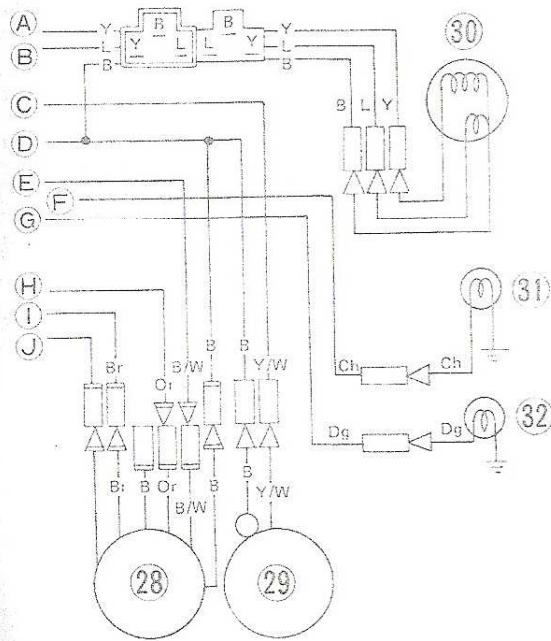 A Y B Y 30
B L Y L L Y L
B B
C B L Y
D
E
F
G
H 31
I
J Br Or B/W B B Y/W Ch Ch
Dg Dg 32
Br B Or B B Y/W
B/W
28 29